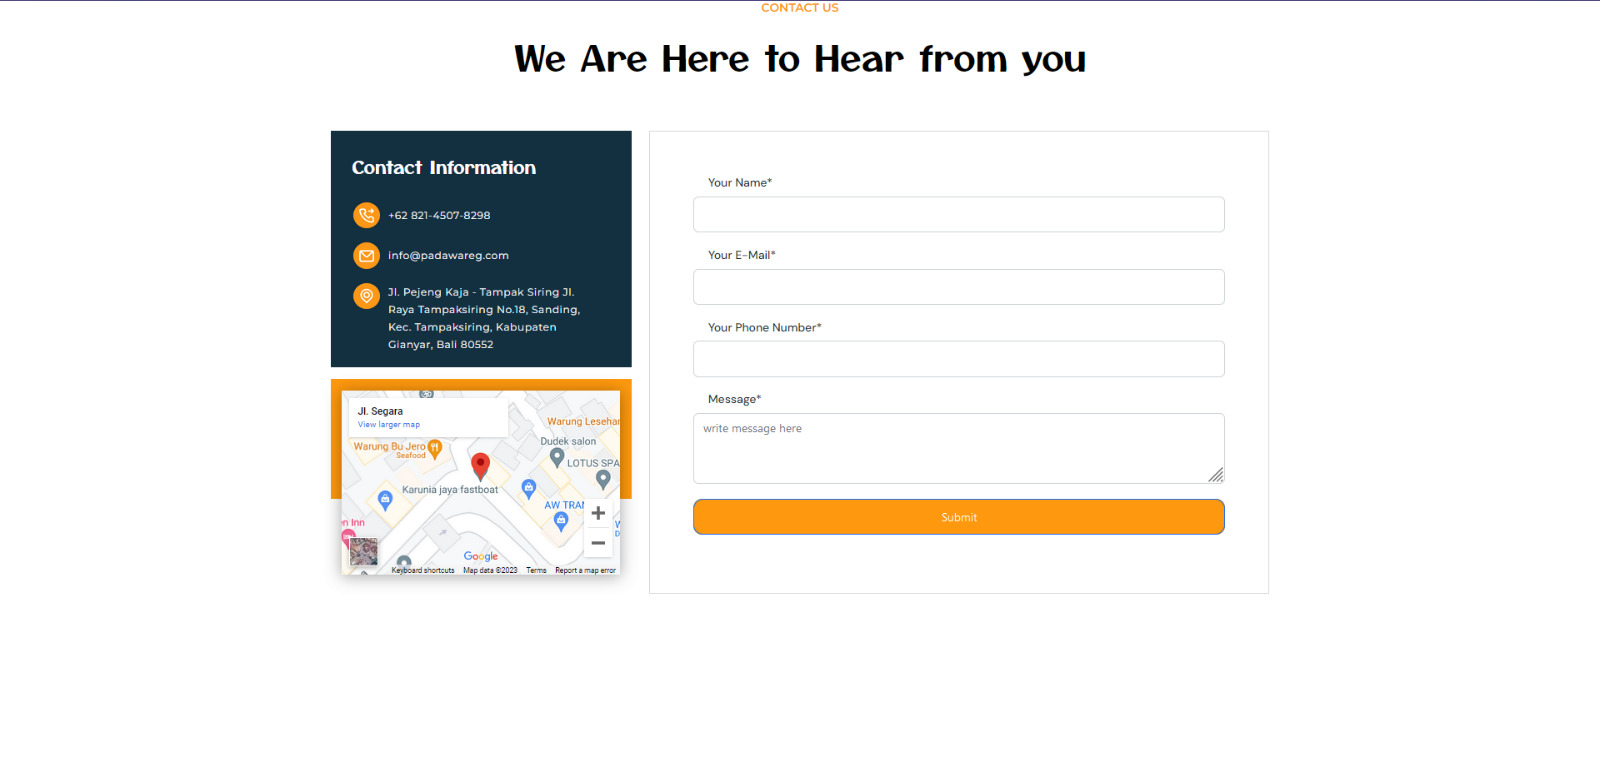 CONTACT US
We Are Here to Hear from you
Contact Information
+62 821-4507-8298
info@padawareg.com
Jl. Pejeng Kaja - Tampak Siring Jl.
Raya Tampaksiring No.18, Sanding,
Kec. Tampaksiring, Kabupaten
Gianyar, Bali 80552
Jl. Segara
View larger map
Warung Lesehan
Dudek salon
Warung Bu Jero
Seafood
LOTUS SPA
Karunia jaya fastboat
AW TRAN
en Inn
Google
Keyboard shortcuts
Map data ©2023
Terms
Report a map error
Your Name*
Your E-Mail*
Your Phone Number*
Message*
write message here
Submit